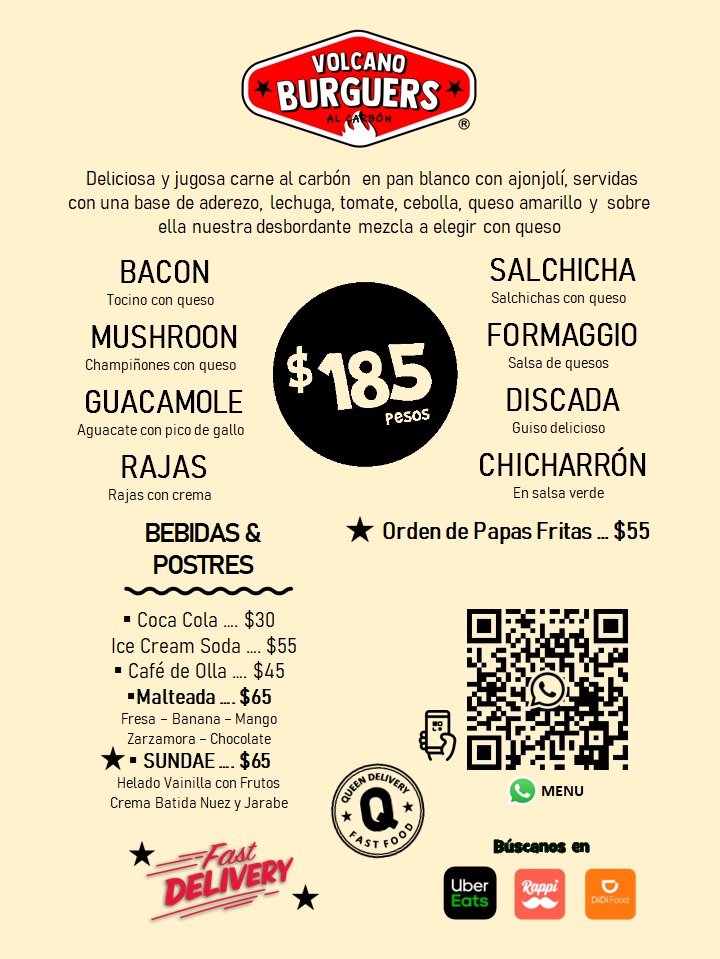 VOLCANO
BURGUERS
AL CARBÓN
®
Deliciosa y jugosa carne al carbón en pan blanco con ajonjolí, servidas
con una base de aderezo, lechuga, tomate, cebolla, queso amarillo y sobre
ella nuestra desbordante mezcla a elegir con queso
BACON
Tocino con queso
MUSHROON
Champiñones con queso
GUACAMOLE
Aguacate con pico de gallo
RAJAS
Rajas con crema
$185
Pesos
SALCHICHA
Salchichas con queso
FORMAGGIO
Salsa de quesos
DISCADA
Guiso delicioso
CHICHARRÓN
En salsa verde
★ Orden de Papas Fritas ... $55
BEBIDAS &
POSTRES
▪ Coca Cola .... $30
Ice Cream Soda .... $55
▪ Café de Olla .... $45
▪Malteada .... $65
Fresa – Banana – Mango
Zarzamora – Chocolate
★▪ SUNDAE .... $65
Helado Vainilla con Frutos
Crema Batida Nuez y Jarabe
Fast
DELIVERY
QUEEN DELIVERY
Q
FAST FOOD
MENU
Búscanos en
Uber
Eats
Rappi
DiDi Food